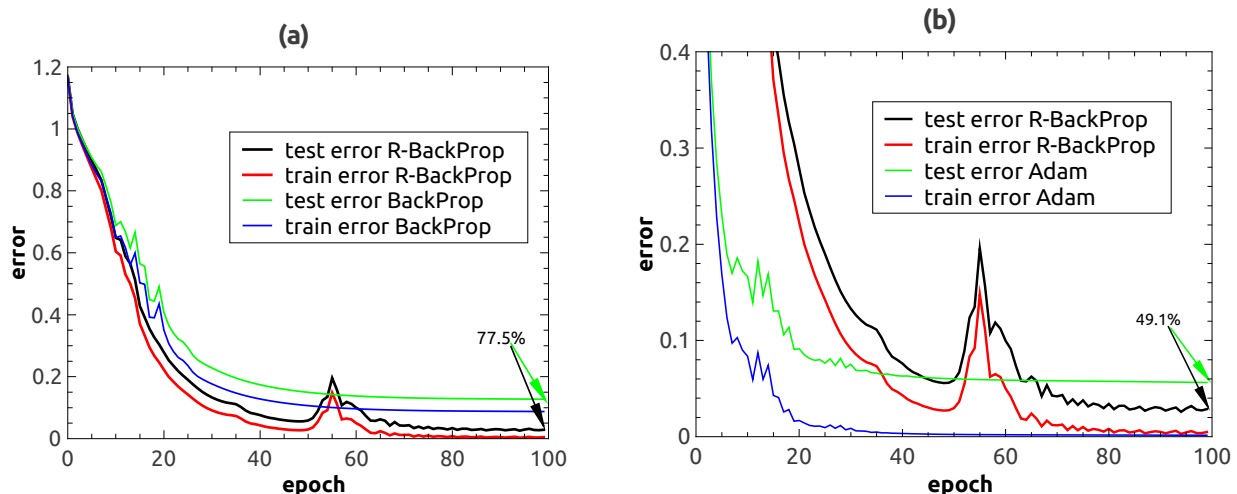 (a)
1.2
1
0.8
0.6
0.4
0.2
0
error
test error R-BackProp
train error R-BackProp
test error BackProp
train error BackProp
77.5%
0 20 40 60 80 100
epoch
(b)
0.4
0.3
0.2
0.1
0
error
test error R-BackProp
train error R-BackProp
test error Adam
train error Adam
49.1%
0 20 40 60 80 100
epoch